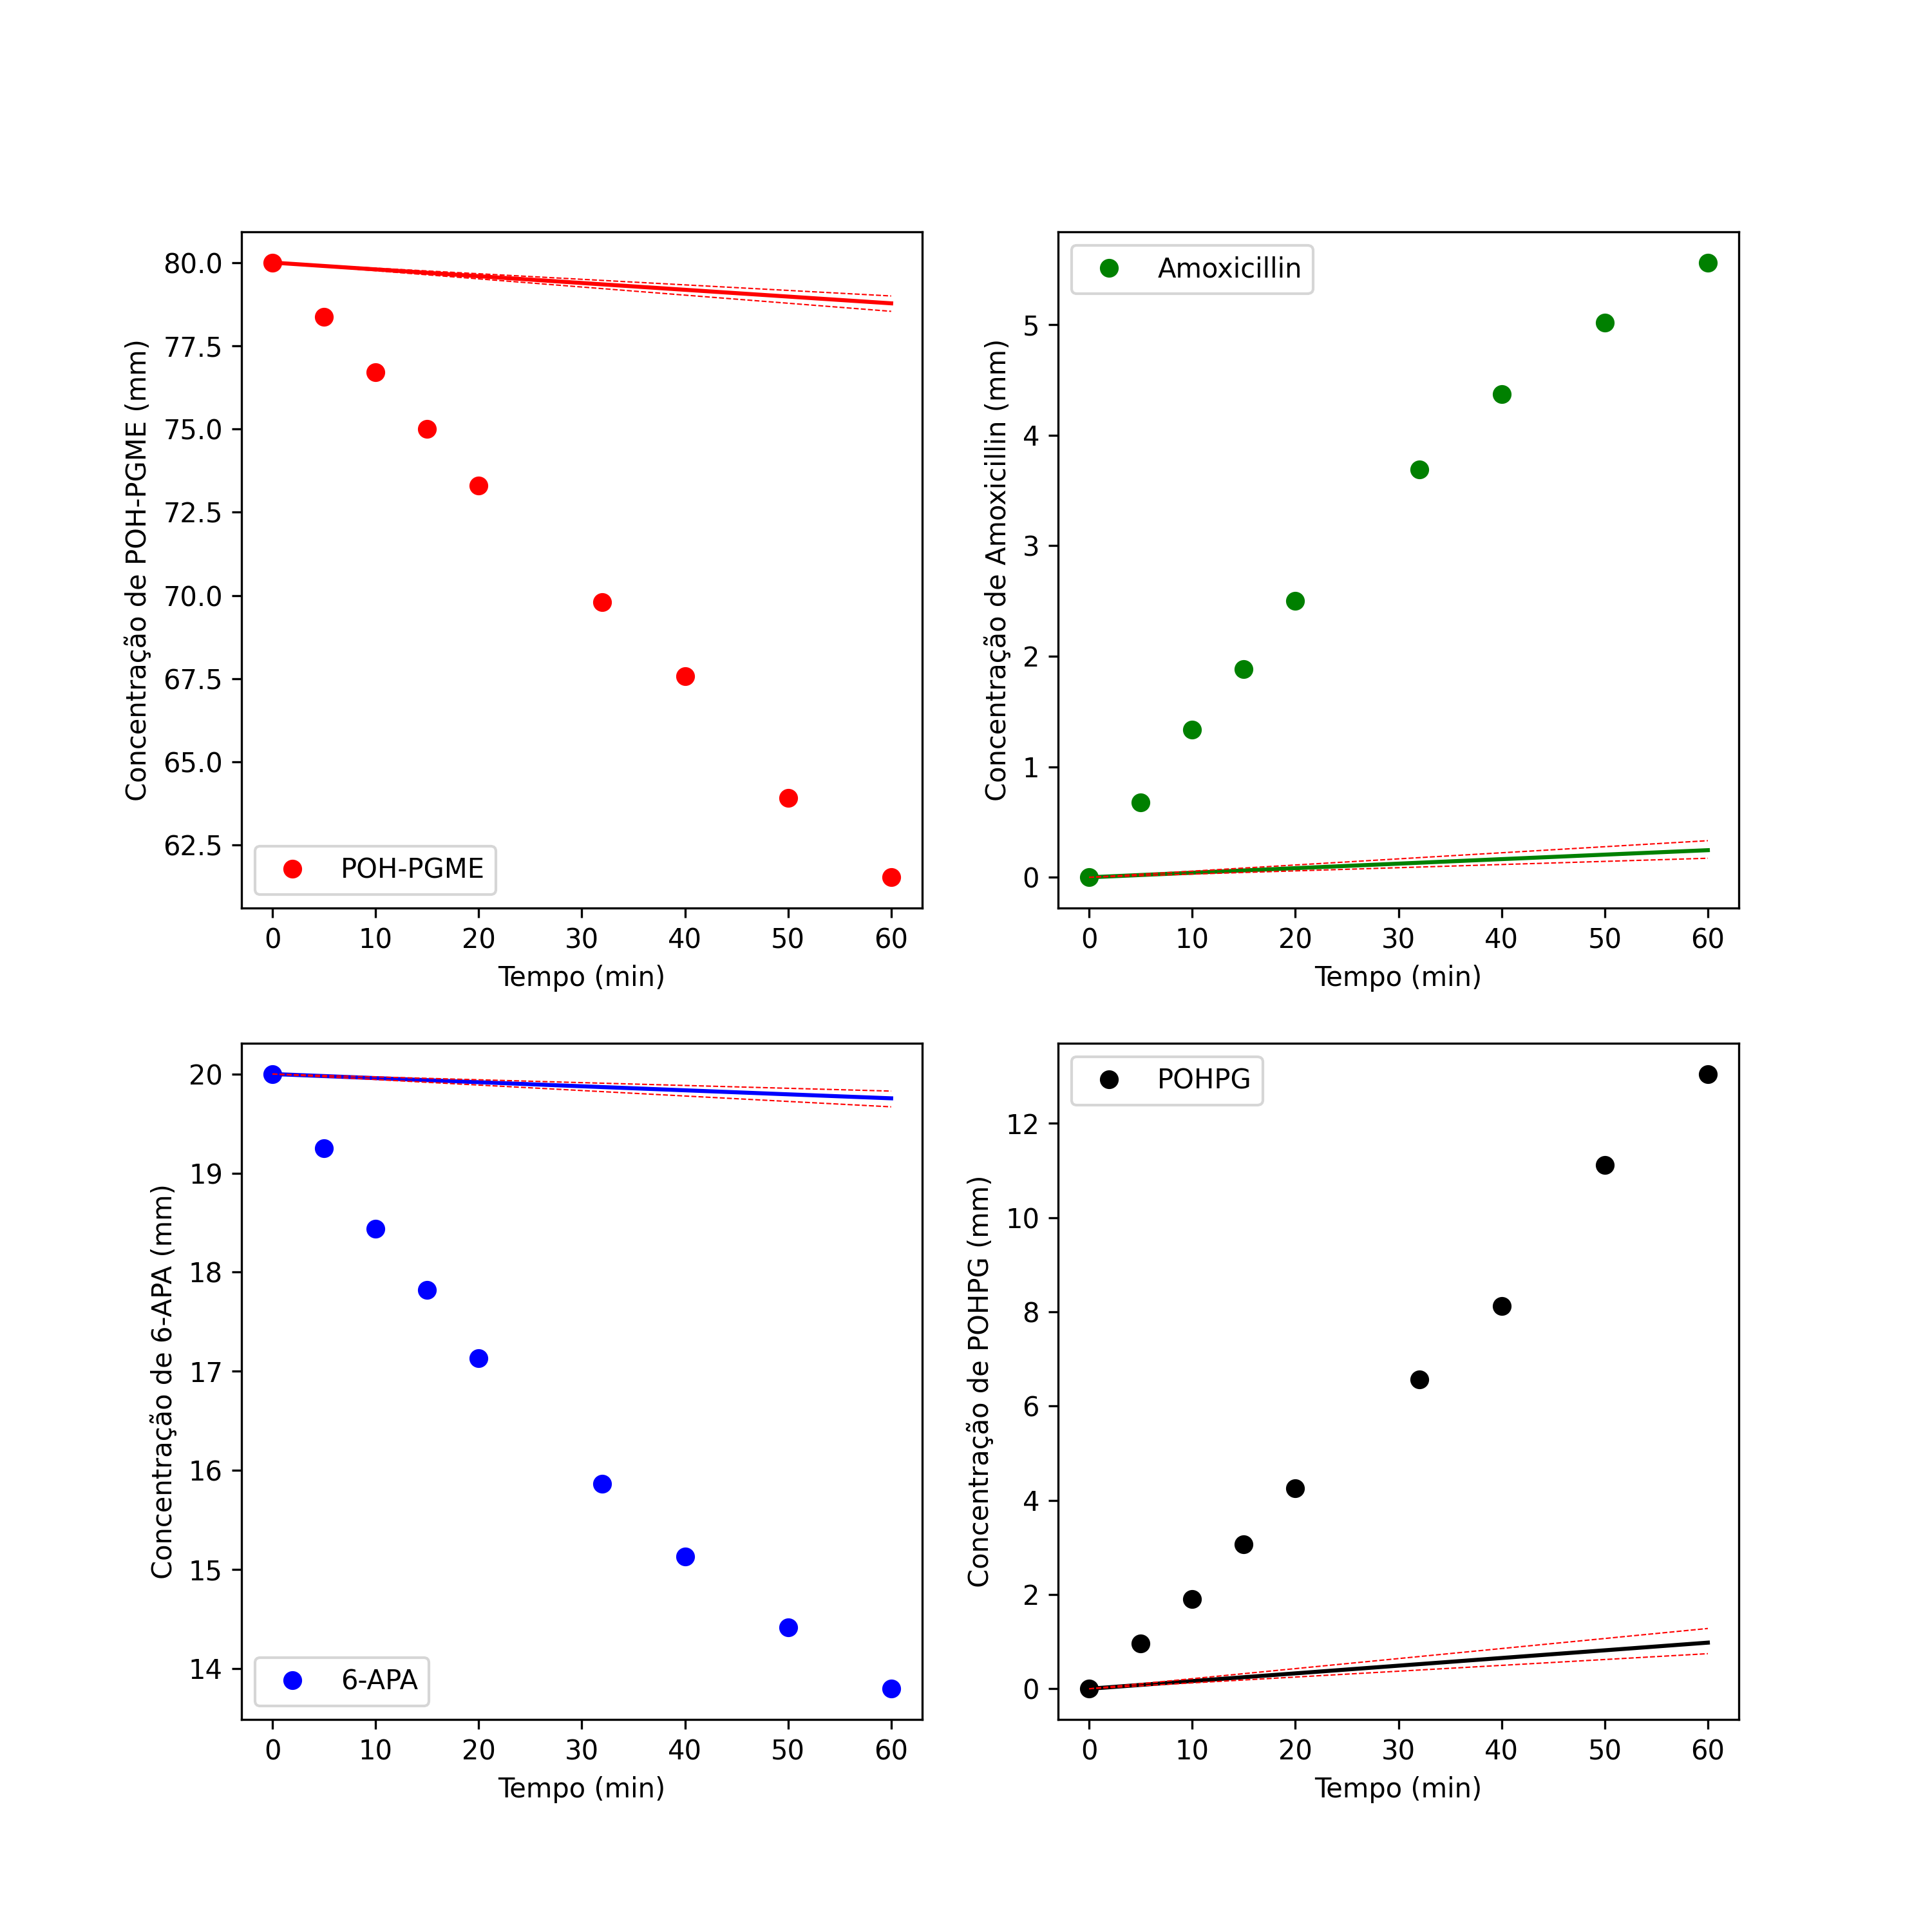 Concentração de POH-PGME (mm)
80.0
77.5
75.0
72.5
70.0
67.5
65.0
62.5
POH-PGME
0 10 20 30 40 50 60
Tempo (min)
Concentração de Amoxicillin (mm)
Amoxicillin
5
4
3
2
1
0
0 10 20 30 40 50 60
Tempo (min)
Concentração de 6-APA (mm)
20
19
18
17
16
15
14
6-APA
0 10 20 30 40 50 60
Tempo (min)
Concentração de POHPG (mm)
POHPG
12
10
8
6
4
2
0
0 10 20 30 40 50 60
Tempo (min)